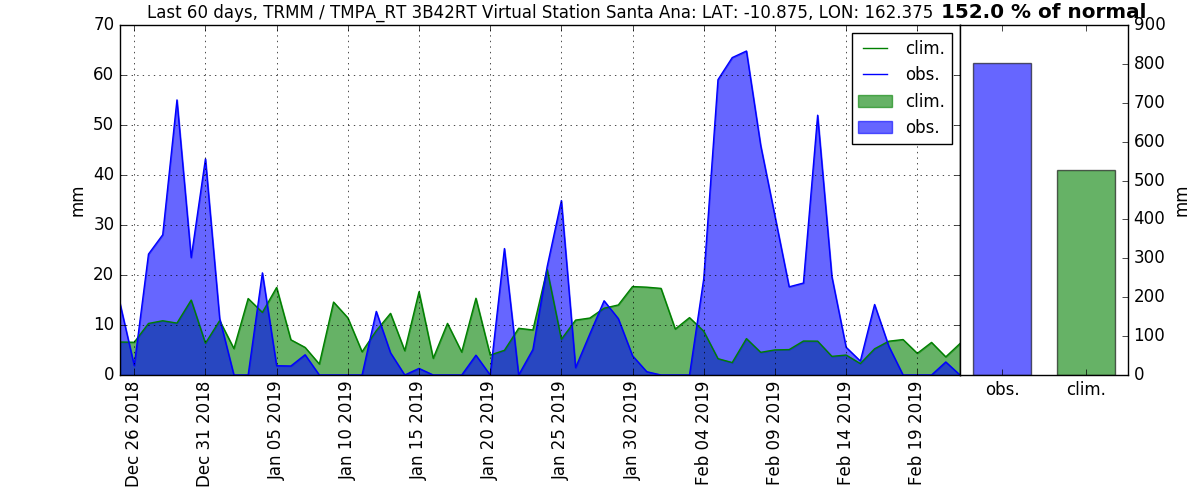 Last 60 days, TRMM / TMPA_RT 3B42RT Virtual Station Santa Ana: LAT: -10.875, LON: 162.375 152.0 % of normal
70
60
50
40
30
20
10
0
mm
clim.
obs.
clim.
obs.
Dec 26 2018
Dec 31 2018
Jan 05 2019
Jan 10 2019
Jan 15 2019
Jan 20 2019
Jan 25 2019
Jan 30 2019
Feb 04 2019
Feb 09 2019
Feb 14 2019
Feb 19 2019
900
800
700
600
500
400
300
200
100
0
mm
obs. clim.